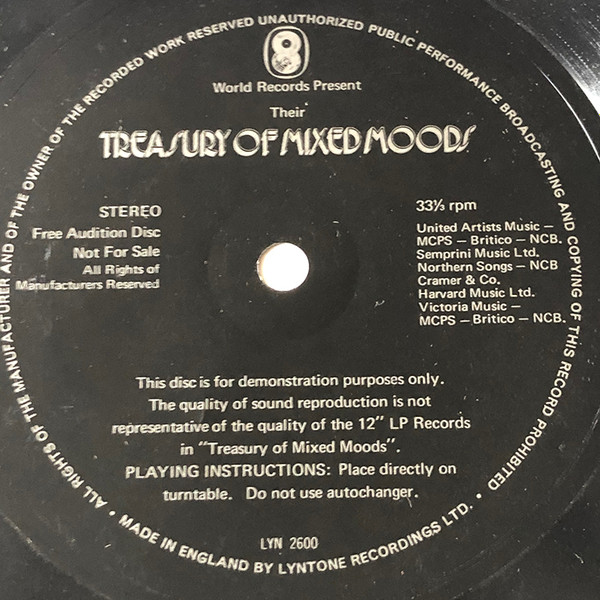 ALL RIGHTS OF THE MANUFACTURER AND OF THE OWNER OF THE RECORDED WORK RESERVED UNAUTHORIZED PUBLIC PERFORMANCE BROADCASTING AND COPYING OF THIS RECORD PROHIBITED
World Records Present
Their
TREASURY OF MIXED MOODS
STEREO
Free Audition Disc
Not For Sale
All Rights of
Manufacturers Reserved
33⅓ rpm
United Artists Music –
MCPS – Britico – NCB.
Semprini Music Ltd.
Northern Songs – NCB
Cramer & Co.
Harvard Music Ltd.
Victoria Music –
MCPS – Britico – NCB.
This disc is for demonstration purposes only.
The quality of sound reproduction is not
representative of the quality of the 12" LP Records
in "Treasury of Mixed Moods".
PLAYING INSTRUCTIONS: Place directly on
turntable. Do not use autochanger.
LYN 2600
• MADE IN ENGLAND BY LYNTONE RECORDINGS LTD. •